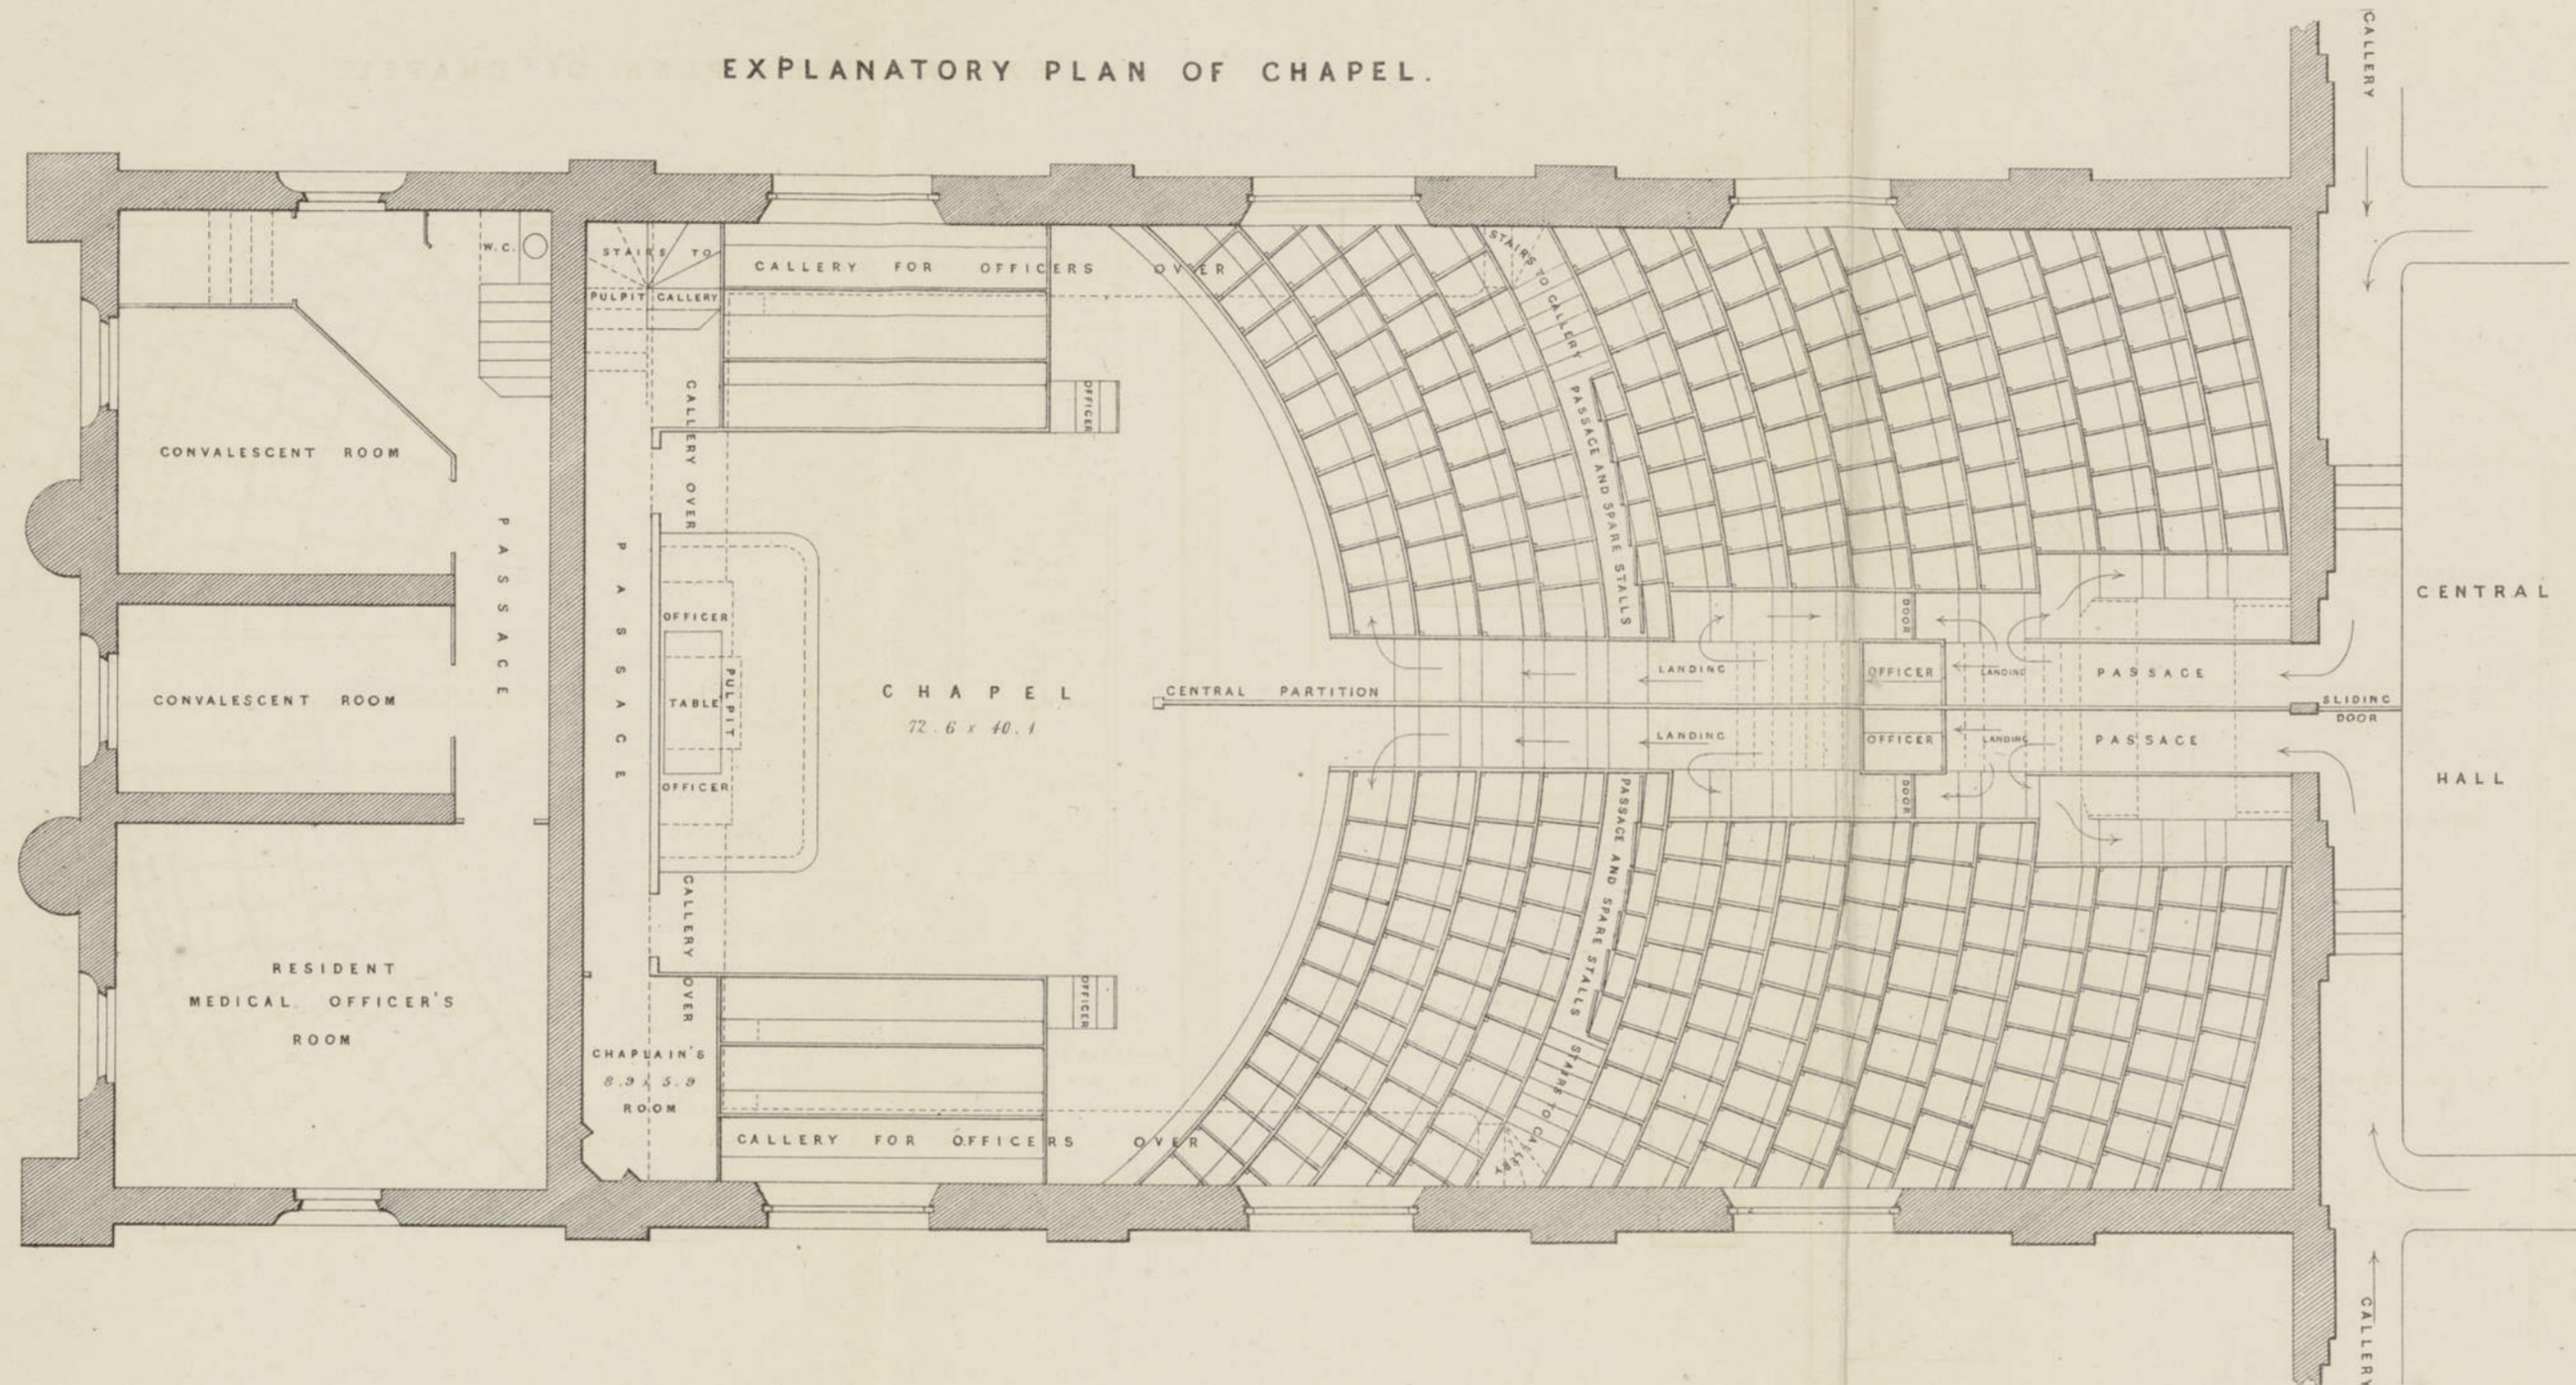 EXPLANATORY PLAN OF CHAPEL.
GALLERY
W.C.
STAIRS TO
PULPIT GALLERY
GALLERY FOR OFFICERS OVER
STAIRS TO GALLERY
OFFICER
GALLERY OVER
CONVALESCENT ROOM
PASSAGE
PASSAGE
PASSAGE AND SPARE STALLS
CENTRAL
HALL
DOOR
OFFICER
TABLE
PULPIT
OFFICER
CONVALESCENT ROOM
CHAPEL
72.6 x 40.1
CENTRAL PARTITION
LANDING
OFFICER
LANDING
PASSAGE
SLIDING
DOOR
LANDING
OFFICER
LANDING
PASSAGE
DOOR
PASSAGE AND SPARE STALLS
GALLERY OVER
RESIDENT
MEDICAL OFFICER'S
ROOM
OFFICER
CHAPLAIN'S
8.9 x 5.9
ROOM
STAIRS TO GALLERY
GALLERY FOR OFFICERS OVER
GALLERY